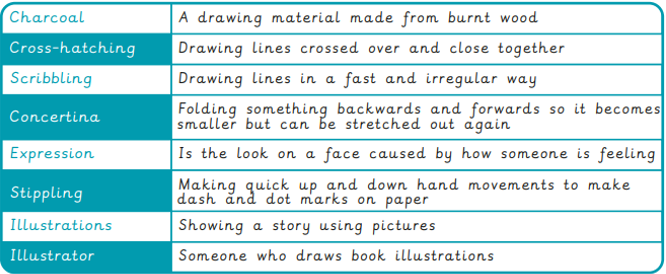 Charcoal A drawing material made from burnt wood
Cross-hatching Drawing lines crossed over and close together
Scribbling Drawing lines in a fast and irregular way
Concertina Folding something backwards and forwards so it becomes
smaller but can be stretched out again
Expression Is the look on a face caused by how someone is feeling
Stippling Making quick up and down hand movements to make
dash and dot marks on paper
Illustrations Showing a story using pictures
Illustrator Someone who draws book illustrations